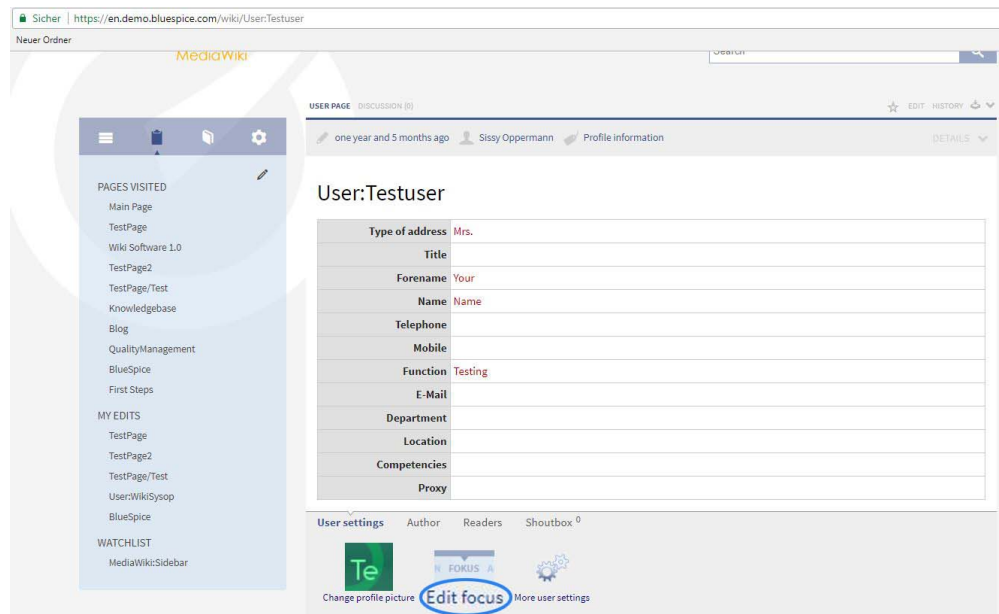 Sicher | https://en.demo.bluespice.com/wiki/User:Testuser
Neuer Ordner
MediaWiki
Search
USER PAGE DISCUSSION (0) EDIT HISTORY
one year and 5 months ago Sissy Oppermann Profile information DETAILS
PAGES VISITED
Main Page
TestPage
Wiki Software 1.0
TestPage2
TestPage/Test
Knowledgebase
Blog
QualityManagement
BlueSpice
First Steps
MY EDITS
TestPage
TestPage2
TestPage/Test
User:WikiSysop
BlueSpice
WATCHLIST
MediaWiki:Sidebar
User:Testuser
Type of address Mrs.
Title
Forename Your
Name Name
Telephone
Mobile
Function Testing
E-Mail
Department
Location
Competencies
Proxy
User settings Author Readers Shoutbox 0
Te N FOKUS A
Change profile picture Edit focus More user settings